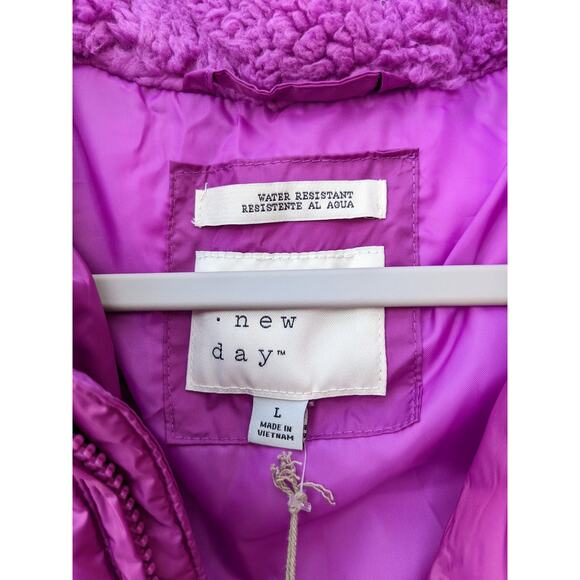 WATER RESISTANT
RESISTENTE AL AGUA
· new
day™
L
MADE IN
VIETNAM